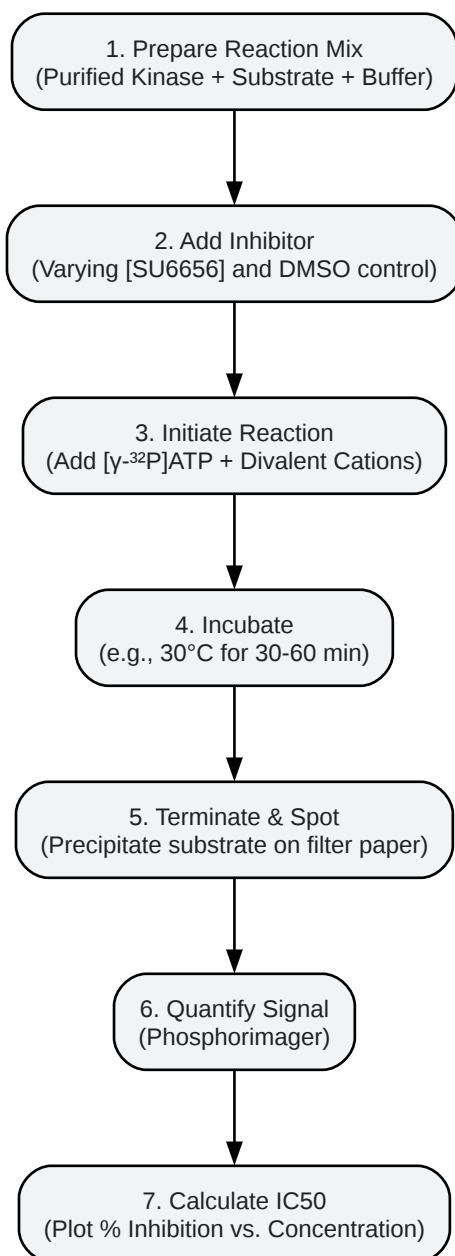 1. Prepare Reaction Mix
(Purified Kinase + Substrate + Buffer)
2. Add Inhibitor
(Varying [SU6656] and DMSO control)
3. Initiate Reaction
(Add [γ-³²P]ATP + Divalent Cations)
4. Incubate
(e.g., 30°C for 30-60 min)
5. Terminate & Spot
(Precipitate substrate on filter paper)
6. Quantify Signal
(Phosphorimager)
7. Calculate IC50
(Plot % Inhibition vs. Concentration)